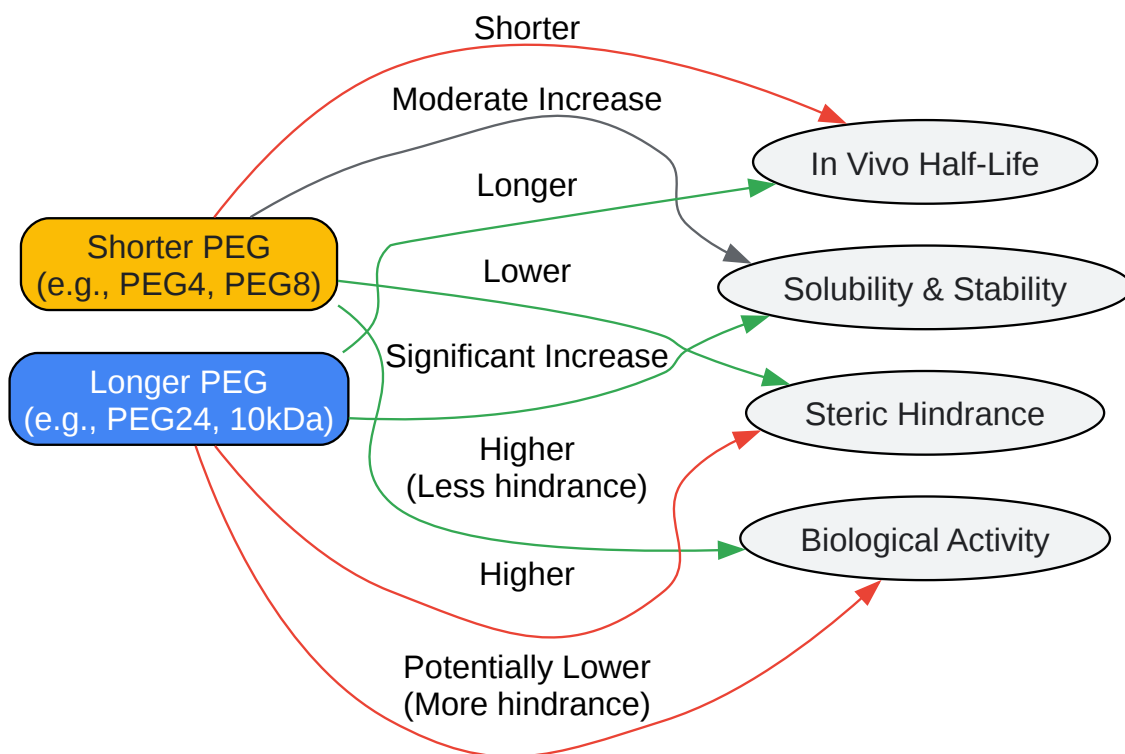 Shorter
Moderate Increase
In Vivo Half-Life
Longer
Shorter PEG
(e.g., PEG4, PEG8)
Lower
Solubility & Stability
Longer PEG
(e.g., PEG24, 10kDa)
Significant Increase
Steric Hindrance
Higher
(Less hindrance)
Biological Activity
Higher
Potentially Lower
(More hindrance)